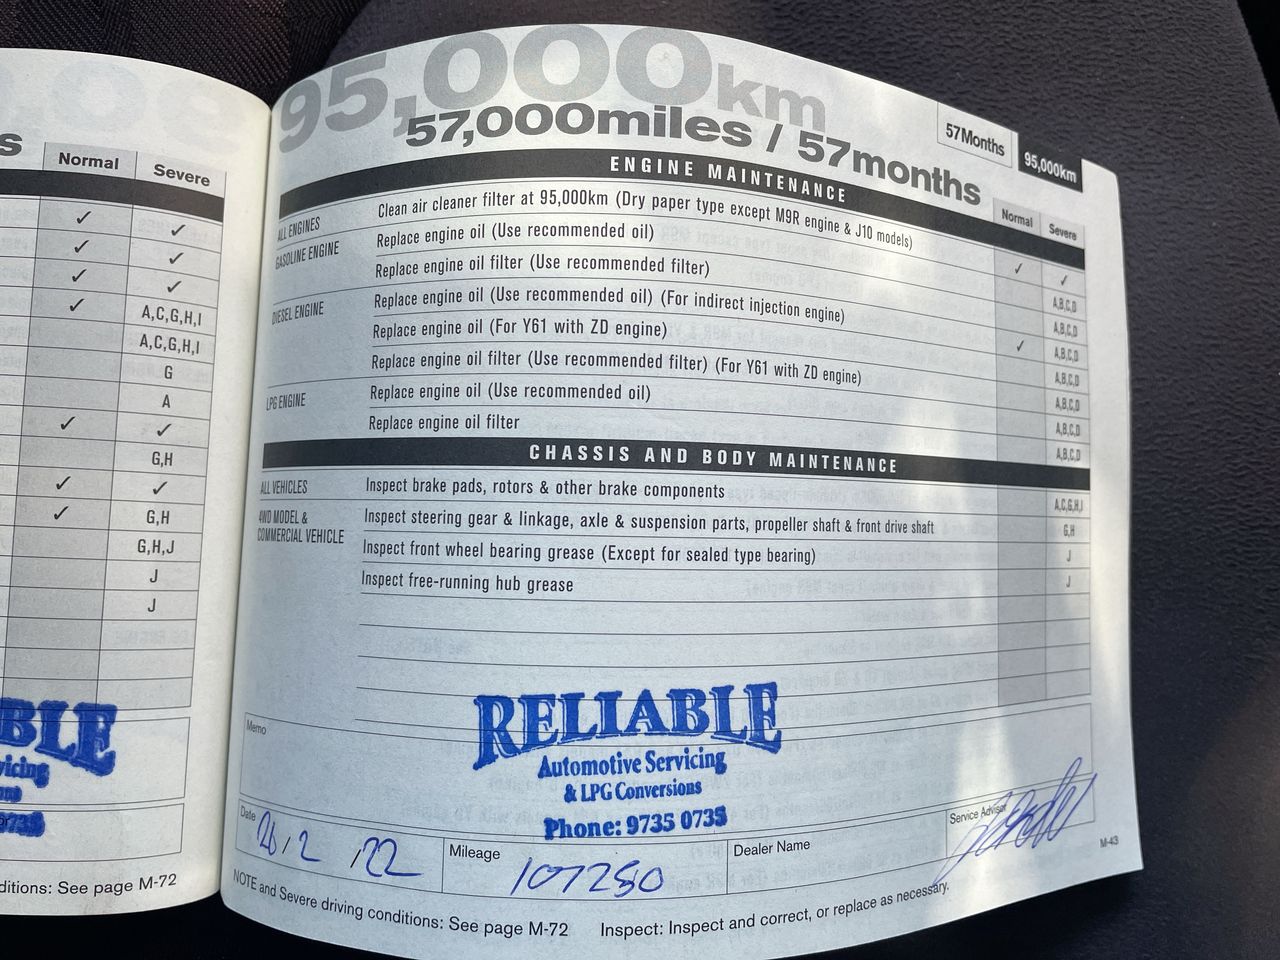 s
Normal Severe
✓ ✓
✓ ✓
✓ ✓
✓ A,C,G,H,I
A,C,G,H,I
G
A
✓ ✓
G,H
✓ ✓
✓ G,H
G,H,J
J
J
BLE
vicing
9735
ditions: See page M-72
95,000km
57,000miles / 57months
57Months 95,000km
ENGINE MAINTENANCE
Normal Severe
ALL ENGINES Clean air cleaner filter at 95,000km (Dry paper type except M9R engine & J10 models) ✓ ✓
GASOLINE ENGINE Replace engine oil (Use recommended oil) A,B,C,D
Replace engine oil filter (Use recommended filter) A,B,C,D
DIESEL ENGINE Replace engine oil (Use recommended oil) (For indirect injection engine) ✓ A,B,C,D
Replace engine oil (For Y61 with ZD engine) A,B,C,D
Replace engine oil filter (Use recommended filter) (For Y61 with ZD engine) A,B,C,D
LPG ENGINE Replace engine oil (Use recommended oil) A,B,C,D
Replace engine oil filter A,B,C,D
CHASSIS AND BODY MAINTENANCE
ALL VEHICLES Inspect brake pads, rotors & other brake components A,C,G,H,I
4WD MODEL & COMMERCIAL VEHICLE Inspect steering gear & linkage, axle & suspension parts, propeller shaft & front drive shaft G,H
Inspect front wheel bearing grease (Except for sealed type bearing) J
Inspect free-running hub grease J
Memo
RELIABLE
Automotive Servicing
& LPG Conversions
Phone: 9735 0735
Date 26/2/22 Mileage 107280 Dealer Name Service Advisor
M-43
NOTE and Severe driving conditions: See page M-72 Inspect: Inspect and correct, or replace as necessary.